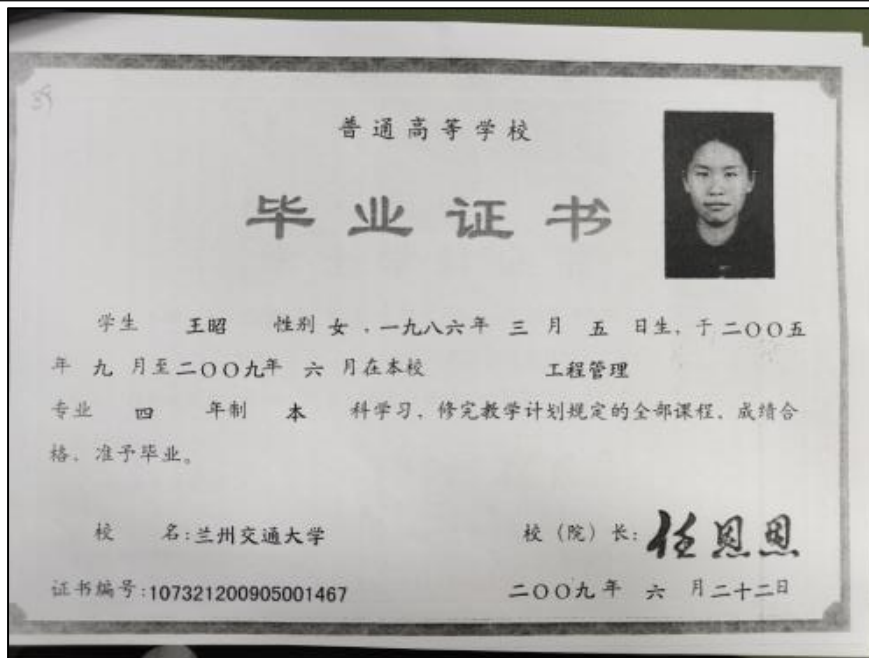 普通高等学校
毕业证书
学生 王昭 性别 女 ，一九八六年 三 月 五 日生，于二〇〇五
年 九 月至二〇〇九年 六 月在本校 工程管理
专业 四 年制 本 科学习，修完教学计划规定的全部课程，成绩合
格，准予毕业。
校 名：兰州交通大学 校（院）长：任恩恩
证书编号：107321200905001467 二〇〇九年 六 月二十二日